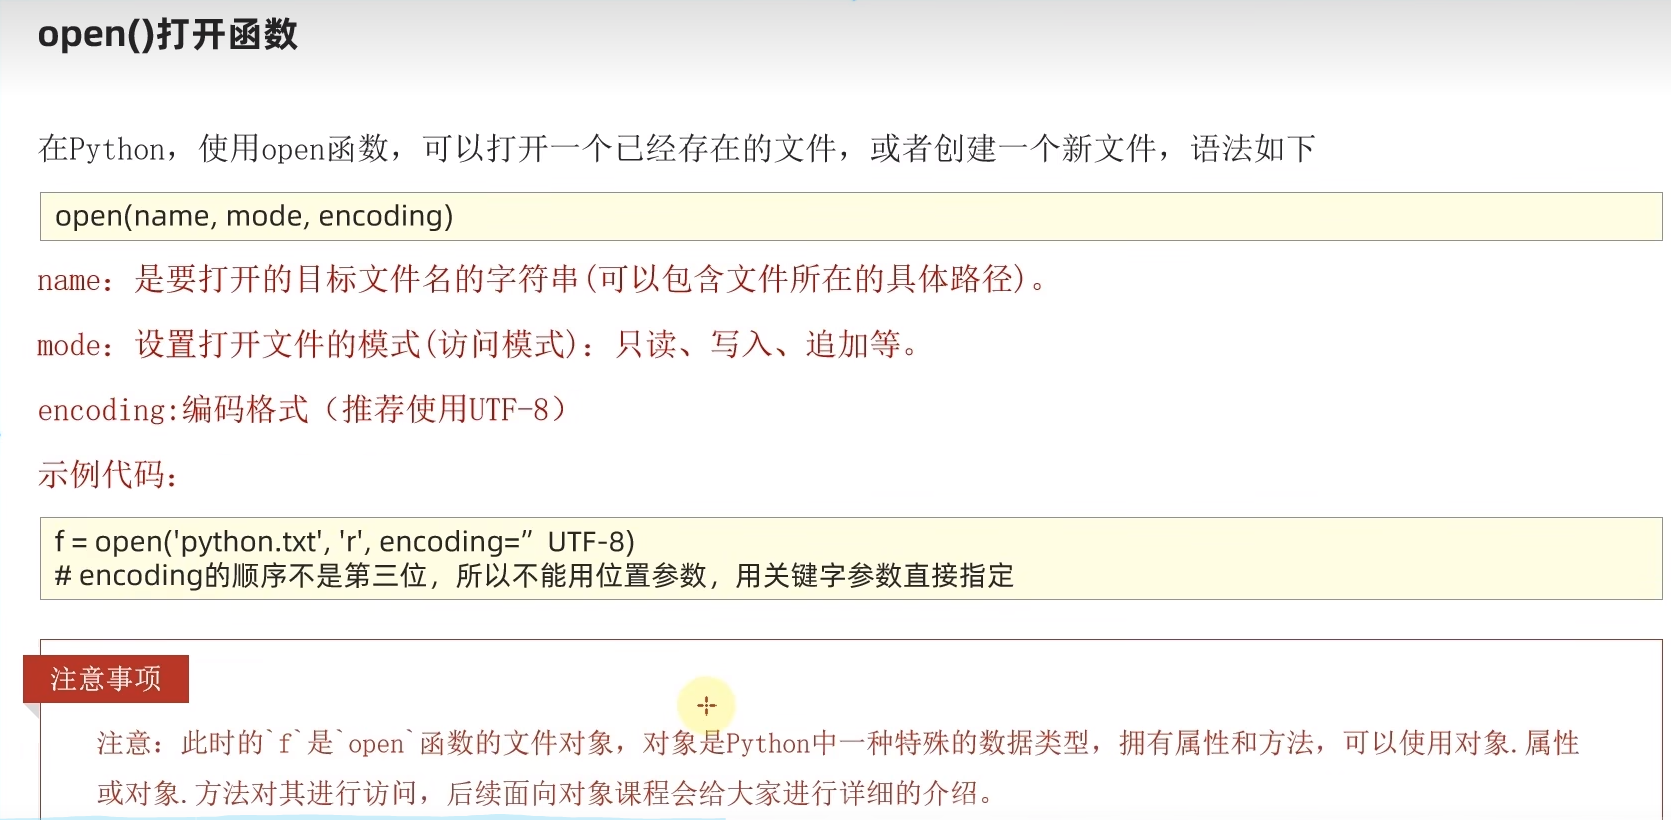 open()打开函数
在Python，使用open函数，可以打开一个已经存在的文件，或者创建一个新文件，语法如下
open(name, mode, encoding)
name：是要打开的目标文件名的字符串(可以包含文件所在的具体路径)。
mode：设置打开文件的模式(访问模式)：只读、写入、追加等。
encoding:编码格式（推荐使用UTF-8）
示例代码：
f = open('python.txt', 'r', encoding=” UTF-8)
# encoding的顺序不是第三位，所以不能用位置参数，用关键字参数直接指定
注意事项
注意：此时的`f`是`open`函数的文件对象，对象是Python中一种特殊的数据类型，拥有属性和方法，可以使用对象.属性
或对象.方法对其进行访问，后续面向对象课程会给大家进行详细的介绍。